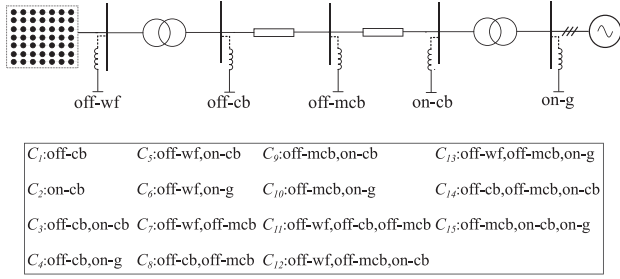 off-wf off-cb off-mcb on-cb on-g
C1:off-cb C5:off-wf,on-cb C9:off-mcb,on-cb C13:off-wf,off-mcb,on-g
C2:on-cb C6:off-wf,on-g C10:off-mcb,on-g C14:off-cb,off-mcb,on-cb
C3:off-cb,on-cb C7:off-wf,off-mcb C11:off-wf,off-cb,off-mcb C15:off-mcb,on-cb,on-g
C4:off-cb,on-g C8:off-cb,off-mcb C12:off-wf,off-mcb,on-cb